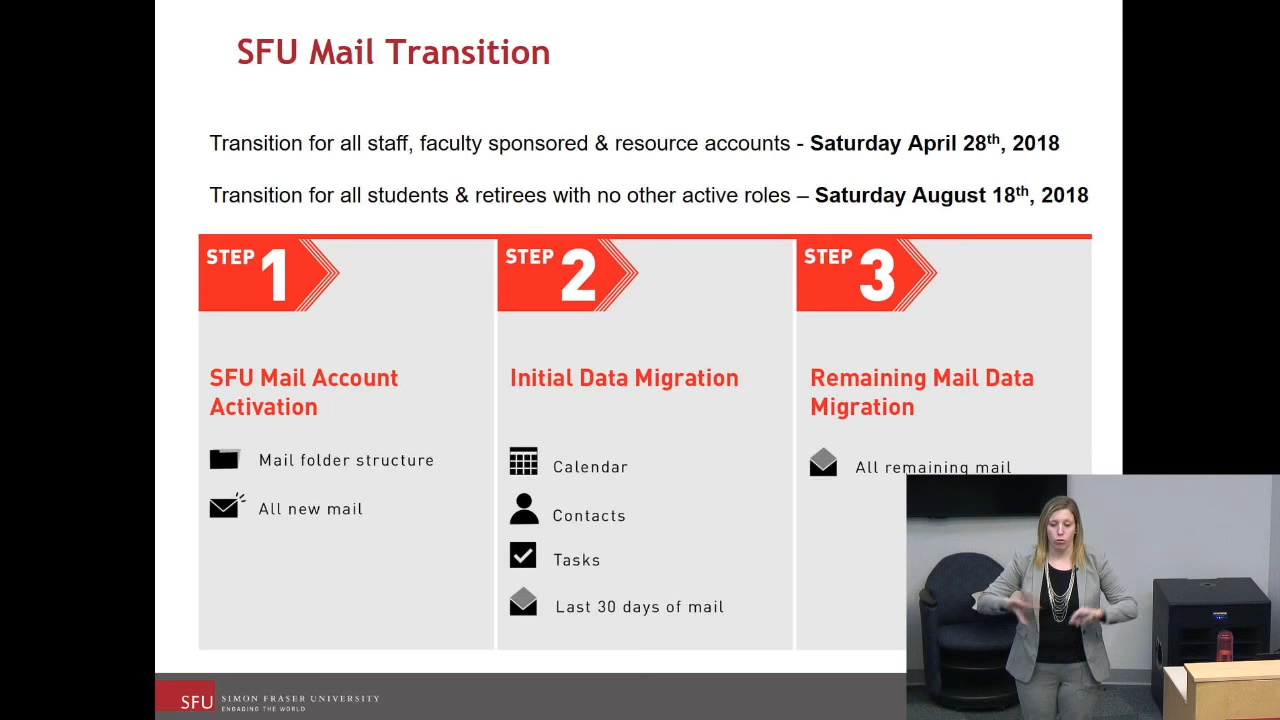 SFU Mail Transition
Transition for all staff, faculty sponsored & resource accounts - Saturday April 28th, 2018
Transition for all students & retirees with no other active roles – Saturday August 18th, 2018
STEP 1
STEP 2
STEP 3
SFU Mail Account
Activation
Initial Data Migration
Remaining Mail Data
Migration
Mail folder structure
All new mail
Calendar
Contacts
Tasks
Last 30 days of mail
All remaining mail
SFU
SIMON FRASER UNIVERSITY
ENGAGING THE WORLD